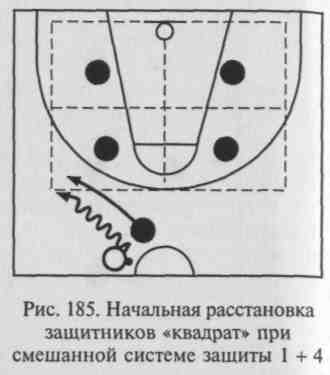 Рис. 185. Начальная расстановка
защитников «квадрат» при
смешанной системе защиты 1 + 4